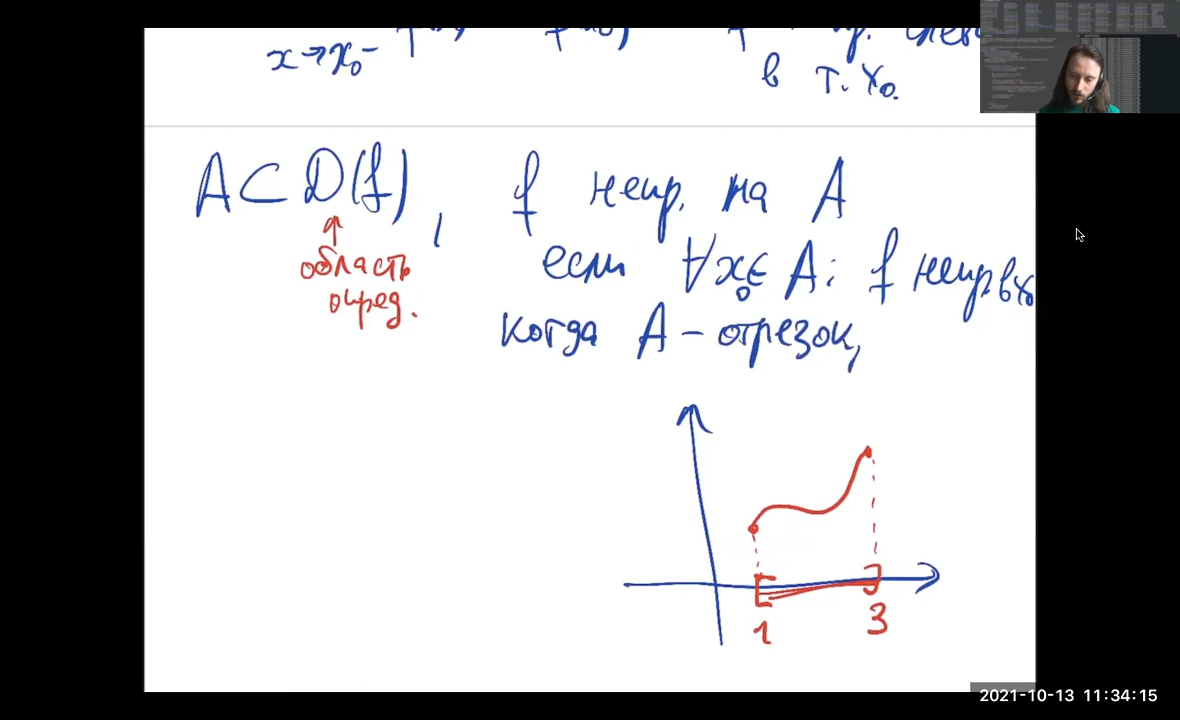 x→x₀-
в т. x₀.
A⊂D(f), f непр. на A
↑
область
опред.
если ∀x₀∈A: f непр в x₀
когда A – отрезок,
1 3
2021-10-13 11:34:15